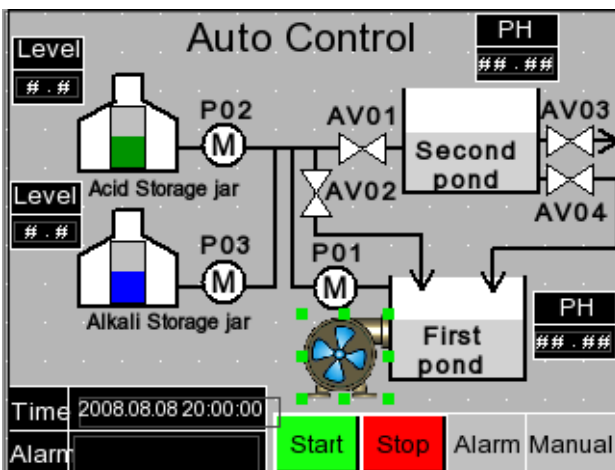 Auto Control
Level
#.#
PH
##.##
P02
M
AV01
AV03
Second
pond
Acid Storage jar
AV02
AV04
Level
#.#
P03
M
P01
M
Alkali Storage jar
First
pond
PH
##.##
Time
2008.08.08 20:00:00
Alarm
Start
Stop
Alarm
Manual